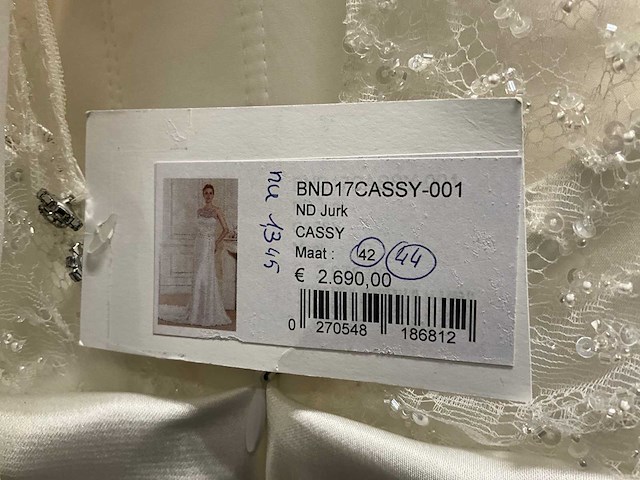 BND17CASSY-001
ND Jurk
CASSY
Maat : 42 44
€ 2.690,00
0 270548 186812
nu 1345